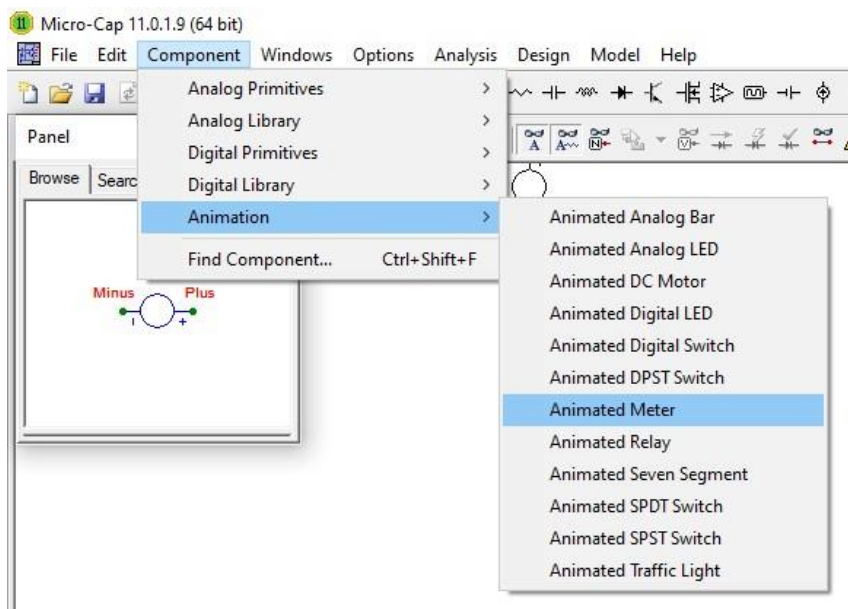 11 Micro-Cap 11.0.1.9 (64 bit)
File Edit Component Windows Options Analysis Design Model Help
Analog Primitives
Analog Library
Digital Primitives
Digital Library
Animation
Find Component... Ctrl+Shift+F
Panel
Browse Searc
Minus Plus
Animated Analog Bar
Animated Analog LED
Animated DC Motor
Animated Digital LED
Animated Digital Switch
Animated DPST Switch
Animated Meter
Animated Relay
Animated Seven Segment
Animated SPDT Switch
Animated SPST Switch
Animated Traffic Light